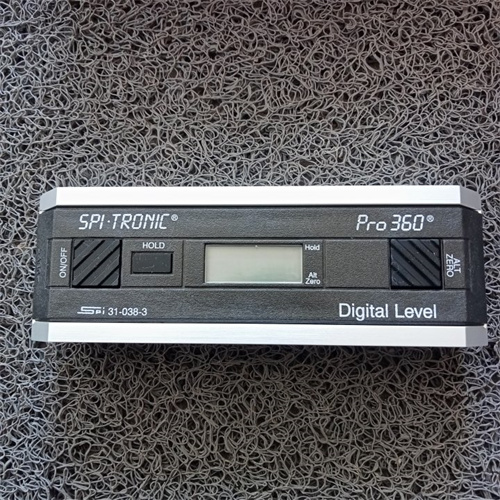 SPI·TRONIC®
Pro 360®
ON/OFF
HOLD
Hold
Alt
Zero
ALT
ZERO
SPi 31-038-3
Digital Level